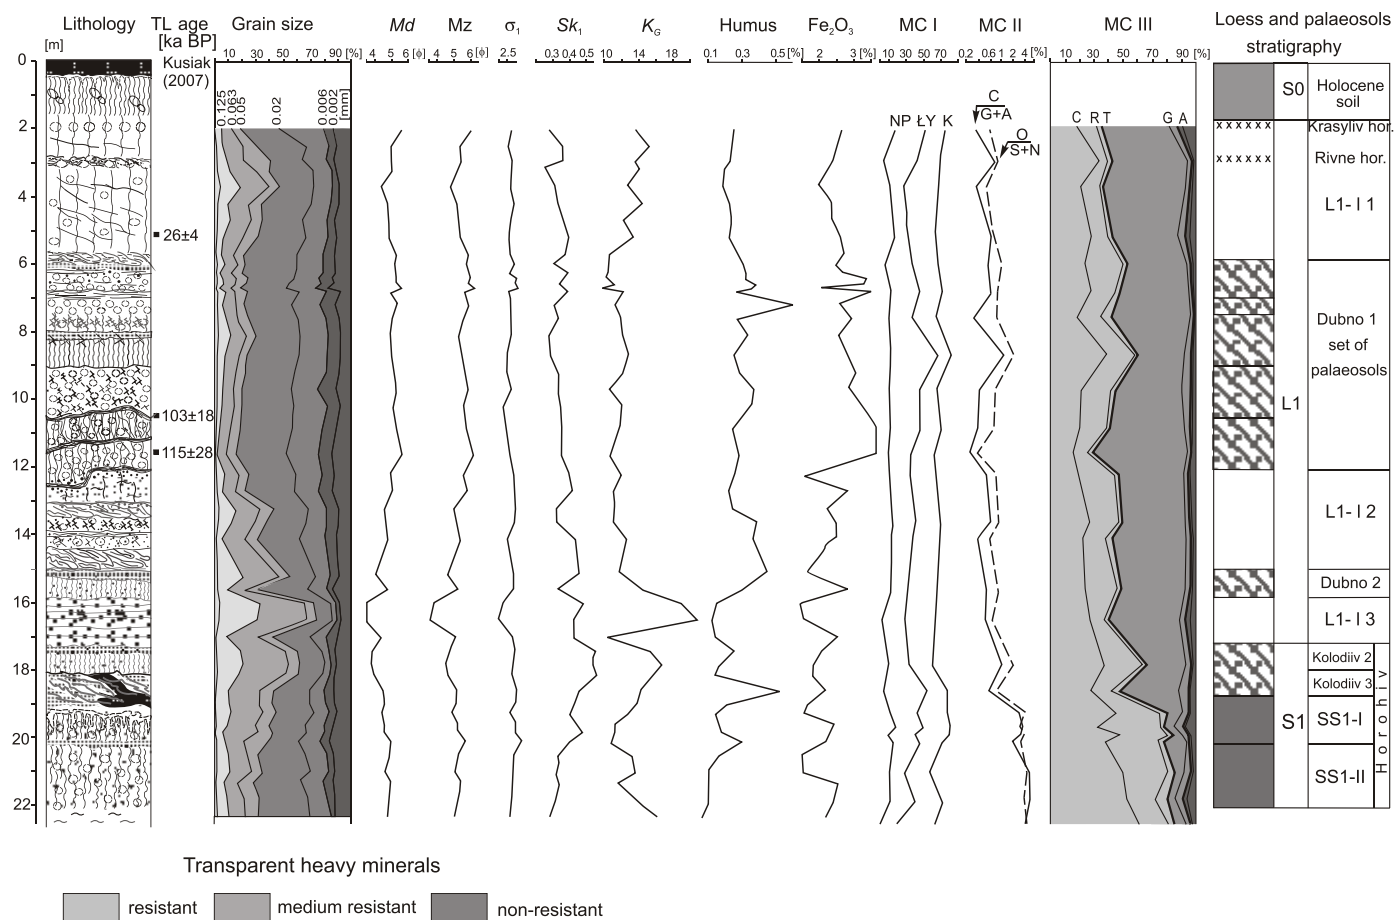 Lithology
TL age
[ka BP]
Grain size
Md
Mz
σ1
Sk1
KG
Humus
Fe2O3
MC I
MC II
MC III
Loess and palaeosols
stratigraphy
[m]
Kusiak
(2007)
10 30 50 70 90 [%]
4 5 6 [ϕ]
4 5 6 [ϕ]
2.5
0.3 0.4 0.5
10 14 18
0.1 0.3 0.5 [%]
1 2 3 [%]
10 30 50 70
0.2 0.6 1 2 4 [%]
10 30 50 70 90 [%]
0.125
0.063
0.05
0.02
0.006
0.002
[mm]
NP ŁY K
C
G+A
O
S+N
C R T G A
0
2
4
6
8
10
12
14
16
18
20
22
26±4
103±18
115±28
S0
Holocene
soil
Krasyliv hor.
Rivne hor.
L1- l 1
Dubno 1
set of
palaeosols
L1
L1- l 2
Dubno 2
L1- l 3
Kolodiiv 2
Kolodiiv 3
S1
SS1-I
SS1-II
Horohiv
Transparent heavy minerals
resistant
medium resistant
non-resistant